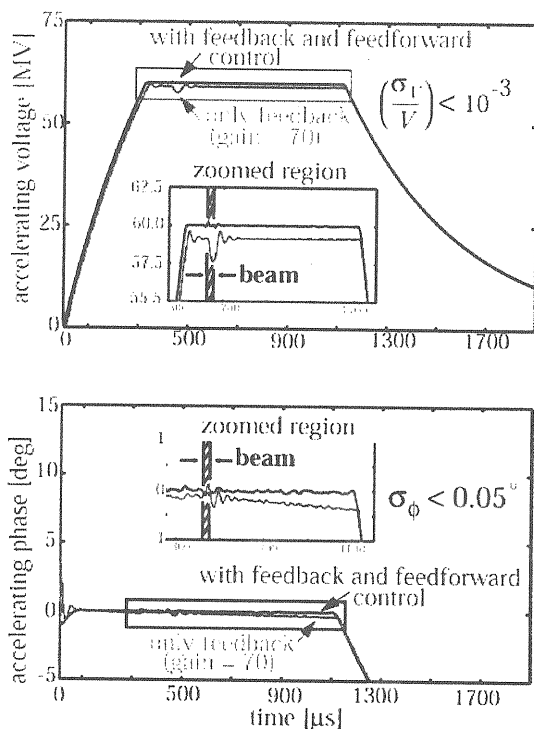 accelerating voltage [MV]
75
50
25
0
with feedback and feedforward
control
only feedback
(gain = 70)
(σV/V) < 10⁻³
zoomed region
62.5
60.0
57.5
55.5
beam
0
500
900
1300
1700
accelerating phase [deg]
15
10
5
0
-5
zoomed region
beam
σϕ < 0.05°
with feedback and feedforward
control
only feedback
(gain = 70)
0
500
900
1300
1700
time [µs]